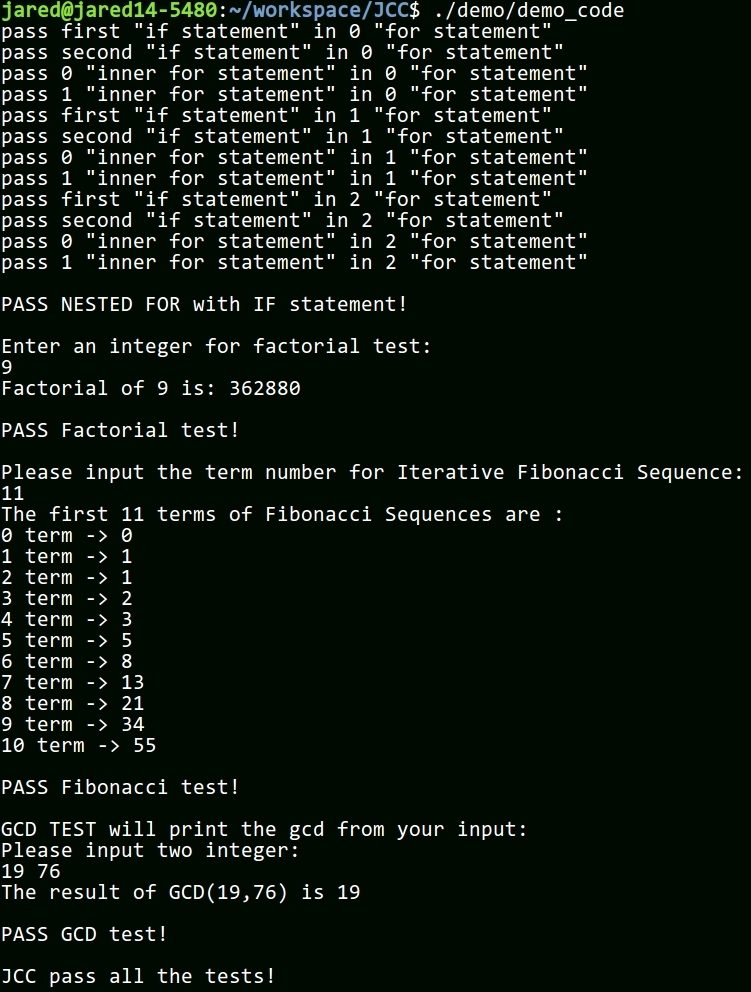 jared@jared14-5480:~/workspace/JCC$ ./demo/demo_code
pass first "if statement" in 0 "for statement"
pass second "if statement" in 0 "for statement"
pass 0 "inner for statement" in 0 "for statement"
pass 1 "inner for statement" in 0 "for statement"
pass first "if statement" in 1 "for statement"
pass second "if statement" in 1 "for statement"
pass 0 "inner for statement" in 1 "for statement"
pass 1 "inner for statement" in 1 "for statement"
pass first "if statement" in 2 "for statement"
pass second "if statement" in 2 "for statement"
pass 0 "inner for statement" in 2 "for statement"
pass 1 "inner for statement" in 2 "for statement"
PASS NESTED FOR with IF statement!
Enter an integer for factorial test:
9
Factorial of 9 is: 362880
PASS Factorial test!
Please input the term number for Iterative Fibonacci Sequence:
11
The first 11 terms of Fibonacci Sequences are :
0 term -> 0
1 term -> 1
2 term -> 1
3 term -> 2
4 term -> 3
5 term -> 5
6 term -> 8
7 term -> 13
8 term -> 21
9 term -> 34
10 term -> 55
PASS Fibonacci test!
GCD TEST will print the gcd from your input:
Please input two integer:
19 76
The result of GCD(19,76) is 19
PASS GCD test!
JCC pass all the tests!